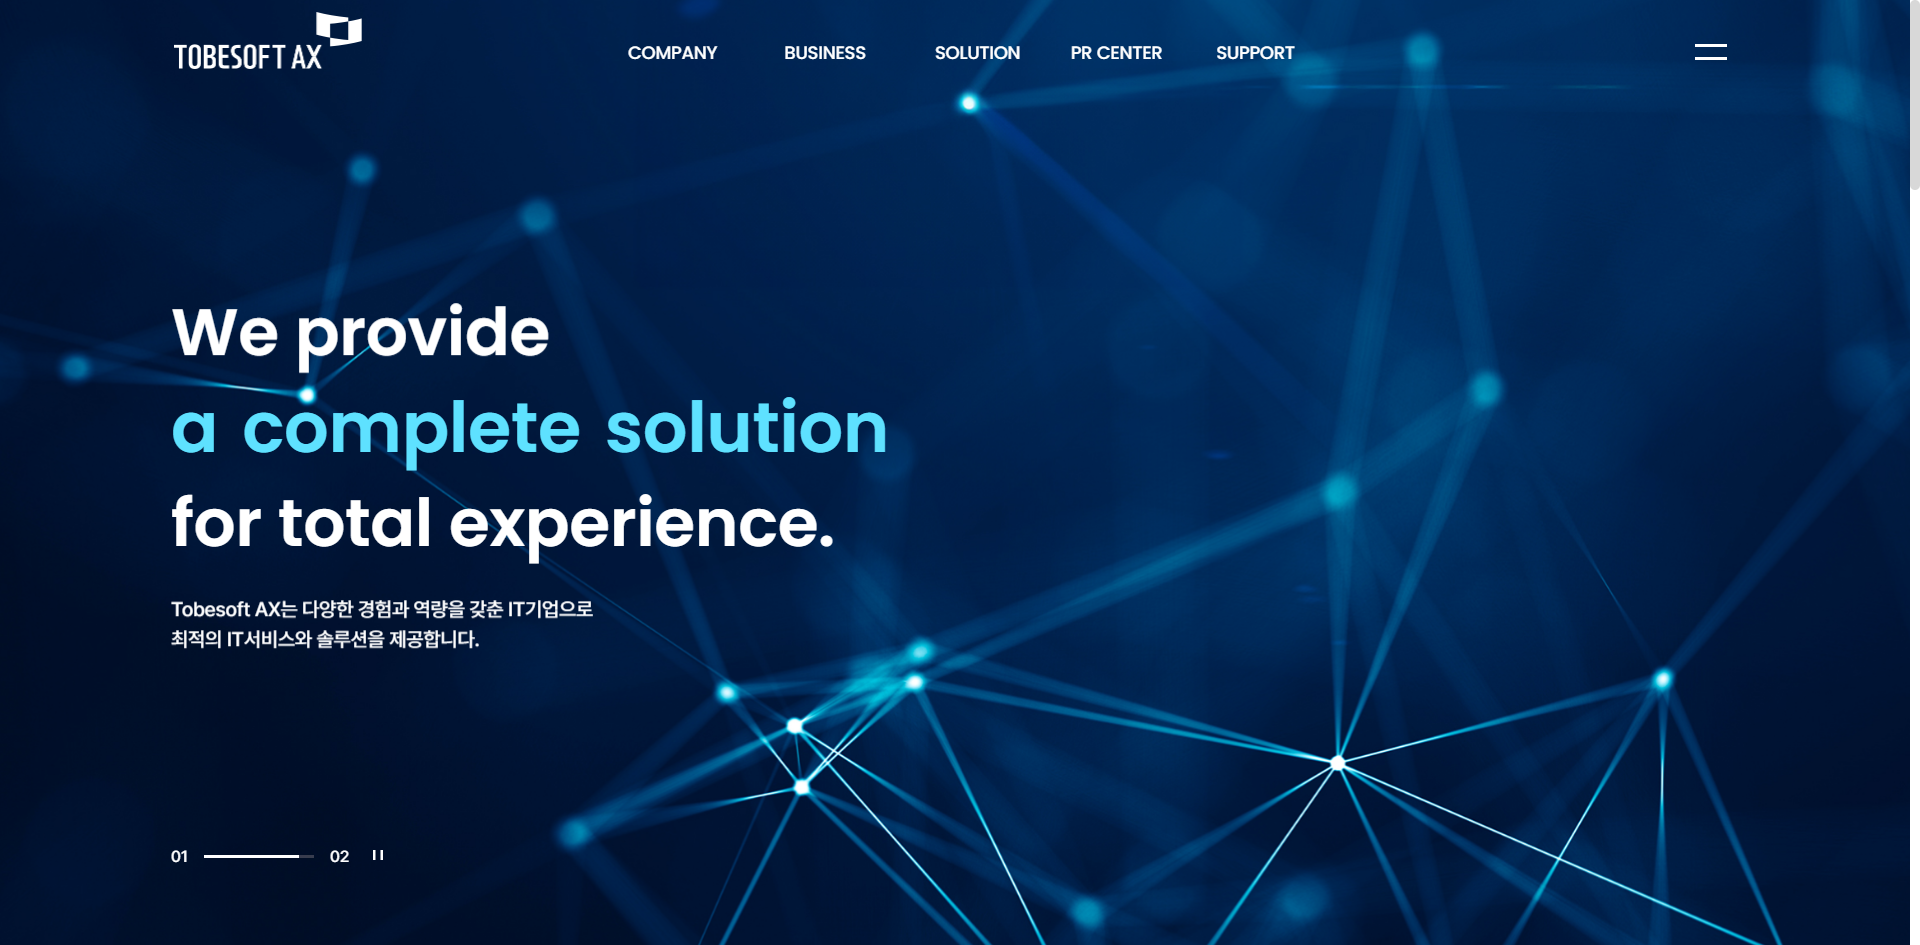 TOBESOFT AX
COMPANY
BUSINESS
SOLUTION
PR CENTER
SUPPORT
We provide
a complete solution
for total experience.
Tobesoft AX는 다양한 경험과 역량을 갖춘 IT기업으로
최적의 IT서비스와 솔루션을 제공합니다.
01
02